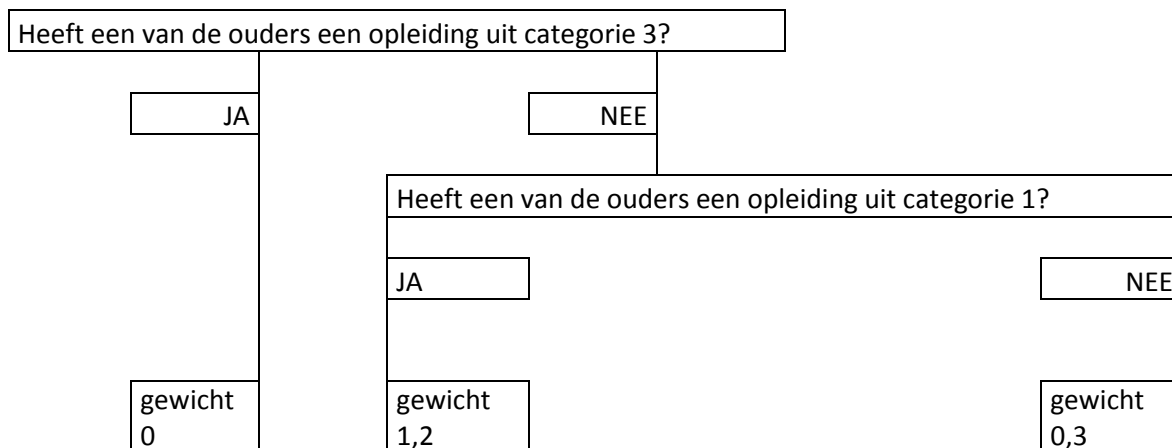 Heeft een van de ouders een opleiding uit categorie 3?
JA
NEE
Heeft een van de ouders een opleiding uit categorie 1?
JA
NEE
gewicht
0
gewicht
1,2
gewicht
0,3